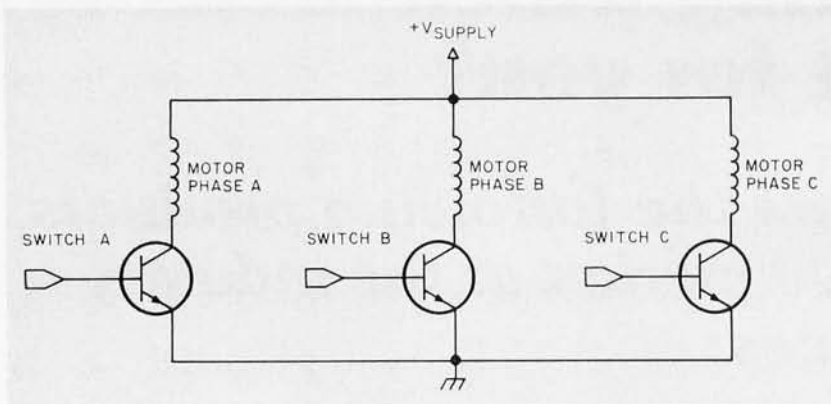 +VSUPPLY
MOTOR
PHASE A
MOTOR
PHASE B
MOTOR
PHASE C
SWITCH A
SWITCH B
SWITCH C